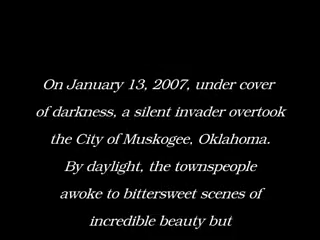 On January 13, 2007, under cover
of darkness, a silent invader overtook
the City of Muskogee, Oklahoma.
By daylight, the townspeople
awoke to bittersweet scenes of
incredible beauty but